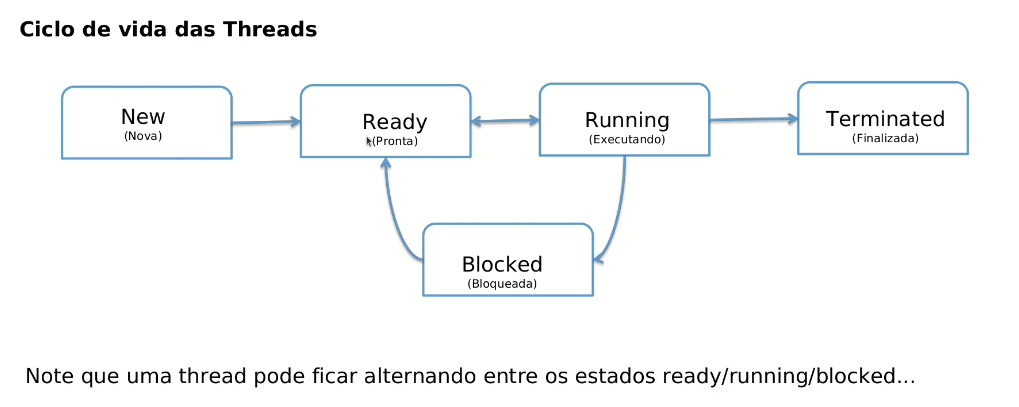 Ciclo de vida das Threads
New
(Nova)
Ready
(Pronta)
Running
(Executando)
Terminated
(Finalizada)
Blocked
(Bloqueada)
Note que uma thread pode ficar alternando entre os estados ready/running/blocked...